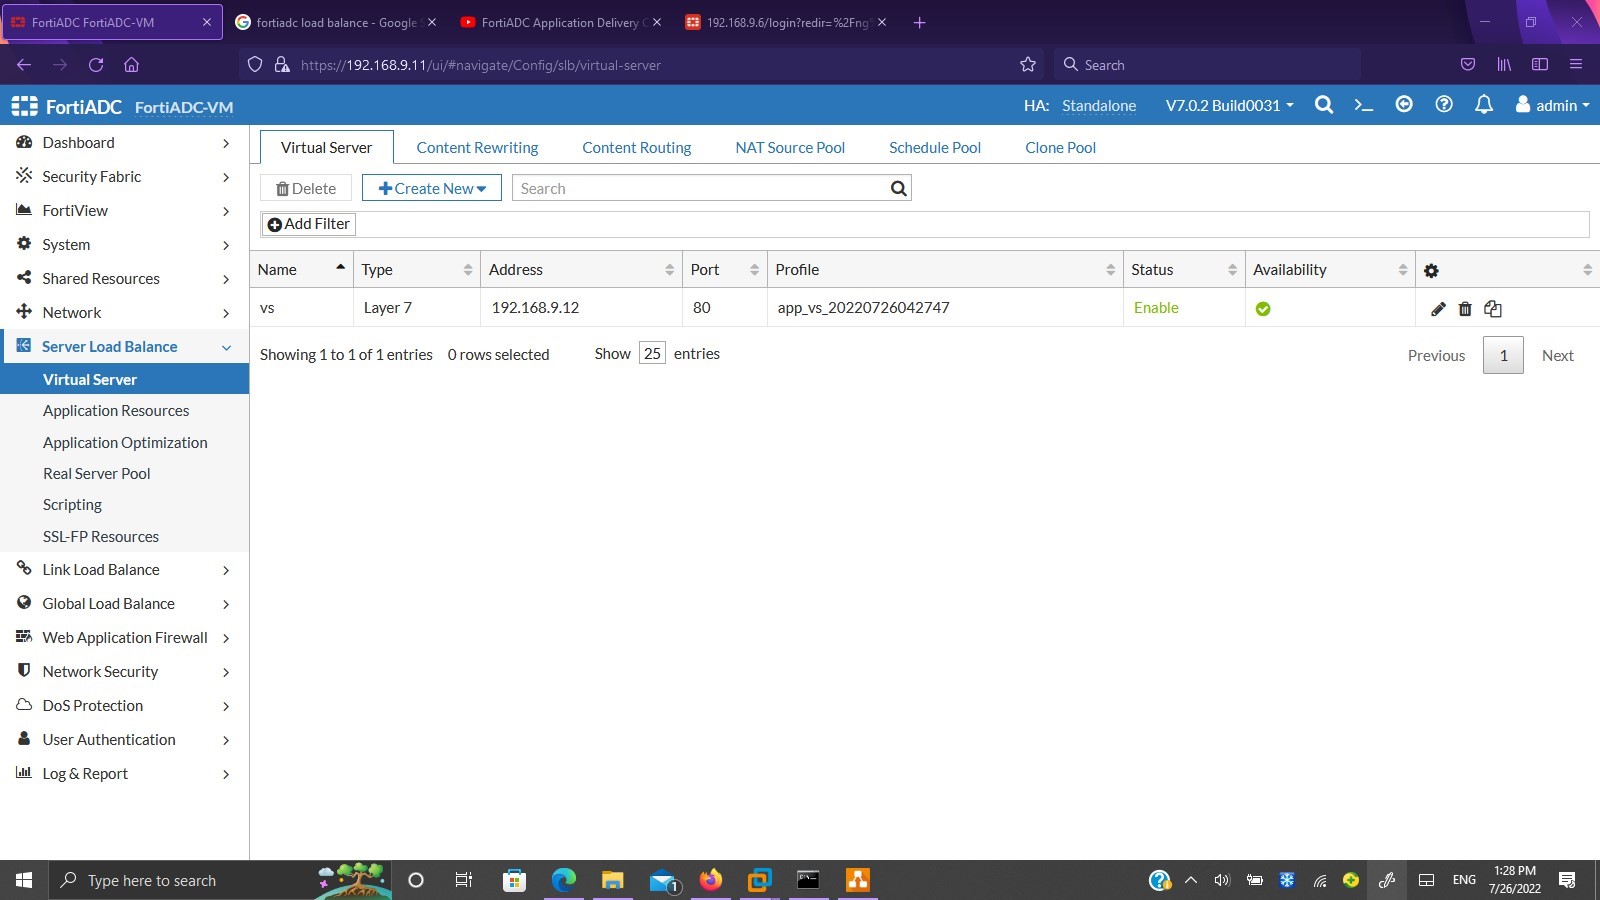 FortiADC FortiADC-VM
fortiadc load balance - Google
FortiADC Application Delivery
192.168.9.6/login?redir=%2Fng
https://192.168.9.11/ui/#navigate/Config/slb/virtual-server
Search
FortiADC FortiADC-VM
HA: Standalone V7.0.2 Build0031 admin
Dashboard
Security Fabric
FortiView
System
Shared Resources
Network
Server Load Balance
Virtual Server
Application Resources
Application Optimization
Real Server Pool
Scripting
SSL-FP Resources
Link Load Balance
Global Load Balance
Web Application Firewall
Network Security
DoS Protection
User Authentication
Log & Report
Virtual Server Content Rewriting Content Routing NAT Source Pool Schedule Pool Clone Pool
Delete Create New Search
Add Filter
Name Type Address Port Profile Status Availability
vs Layer 7 192.168.9.12 80 app_vs_20220726042747 Enable
Showing 1 to 1 of 1 entries 0 rows selected Show 25 entries Previous 1 Next
Type here to search
1
ENG
1:28 PM
7/26/2022